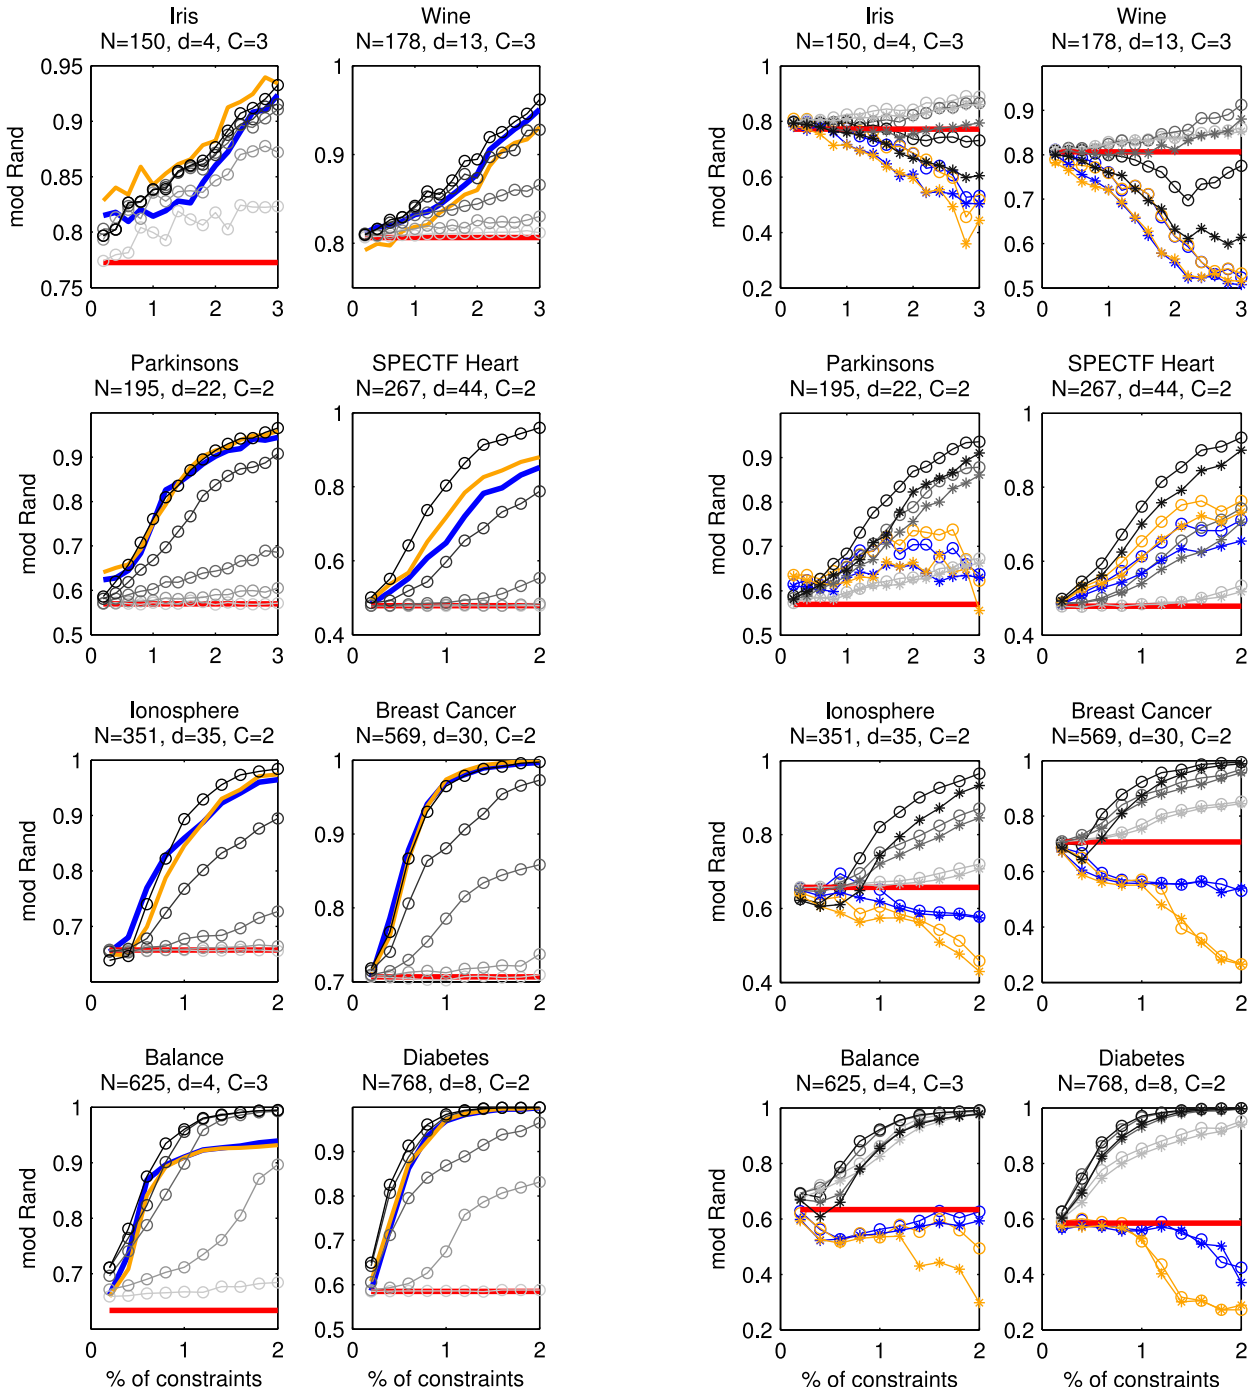 Iris
N=150, d=4, C=3
mod Rand
0.95
0.9
0.85
0.8
0.75
0 1 2 3
Wine
N=178, d=13, C=3
1
0.9
0.8
0 1 2 3
Iris
N=150, d=4, C=3
mod Rand
1
0.8
0.6
0.4
0.2
0 1 2 3
Wine
N=178, d=13, C=3
0.9
0.8
0.7
0.6
0.5
0 1 2 3
Parkinsons
N=195, d=22, C=2
mod Rand
0.9
0.8
0.7
0.6
0.5
0 1 2 3
SPECTF Heart
N=267, d=44, C=2
1
0.8
0.6
0.4
0 1 2
Parkinsons
N=195, d=22, C=2
mod Rand
0.9
0.8
0.7
0.6
0.5
0 1 2 3
SPECTF Heart
N=267, d=44, C=2
1
0.8
0.6
0.4
0 1 2
Ionosphere
N=351, d=35, C=2
mod Rand
1
0.9
0.8
0.7
0 1 2
Breast Cancer
N=569, d=30, C=2
1
0.9
0.8
0.7
0 1 2
Ionosphere
N=351, d=35, C=2
mod Rand
1
0.8
0.6
0.4
0 1 2
Breast Cancer
N=569, d=30, C=2
1
0.8
0.6
0.4
0.2
0 1 2
Balance
N=625, d=4, C=3
mod Rand
1
0.9
0.8
0.7
0 1 2
% of constraints
Diabetes
N=768, d=8, C=2
1
0.9
0.8
0.7
0.6
0.5
0 1 2
% of constraints
Balance
N=625, d=4, C=3
mod Rand
1
0.8
0.6
0.4
0.2
0 1 2
% of constraints
Diabetes
N=768, d=8, C=2
1
0.8
0.6
0.4
0.2
0 1 2
% of constraints